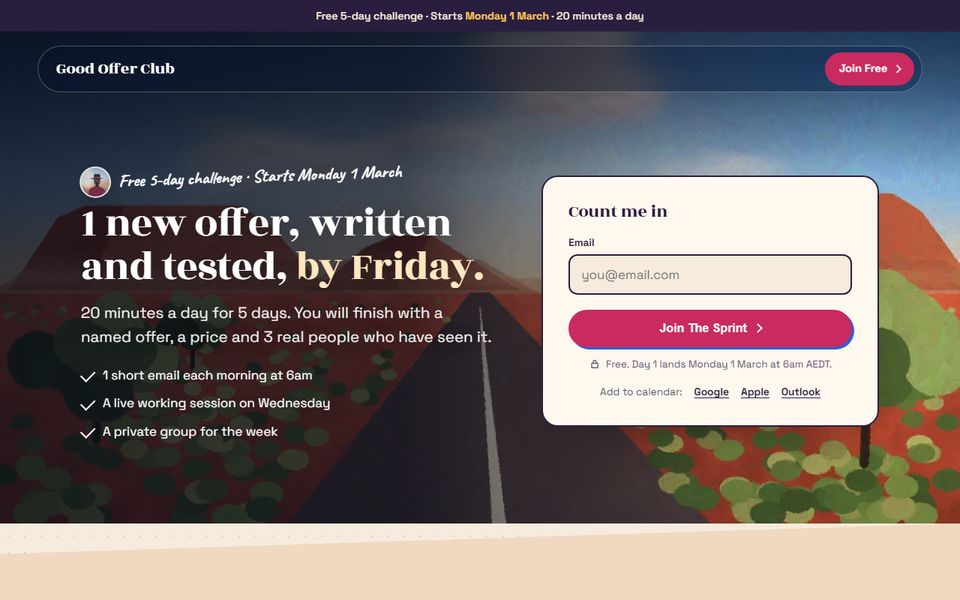 Free 5-day challenge · Starts Monday 1 March · 20 minutes a day
Good Offer Club
Join Free
Free 5-day challenge · Starts Monday 1 March
1 new offer, written
and tested, by Friday.
20 minutes a day for 5 days. You will finish with a
named offer, a price and 3 real people who have seen it.
1 short email each morning at 6am
A live working session on Wednesday
A private group for the week
Count me in
Email
you@email.com
Join The Sprint
Free. Day 1 lands Monday 1 March at 6am AEDT.
Add to calendar: Google Apple Outlook